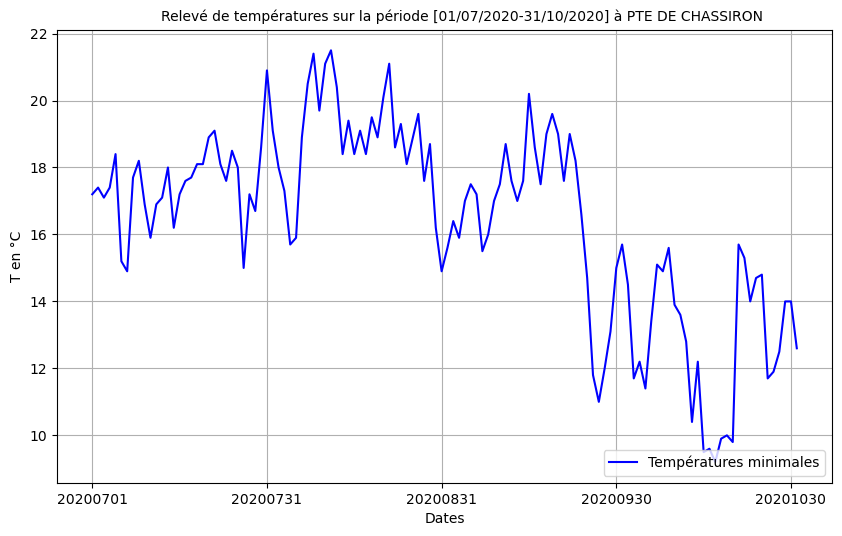 Relevé de températures sur la période [01/07/2020-31/10/2020] à PTE DE CHASSIRON
22
20
18
16
14
12
10
T en °C
Températures minimales
20200701 20200731 20200831 20200930 20201030
Dates